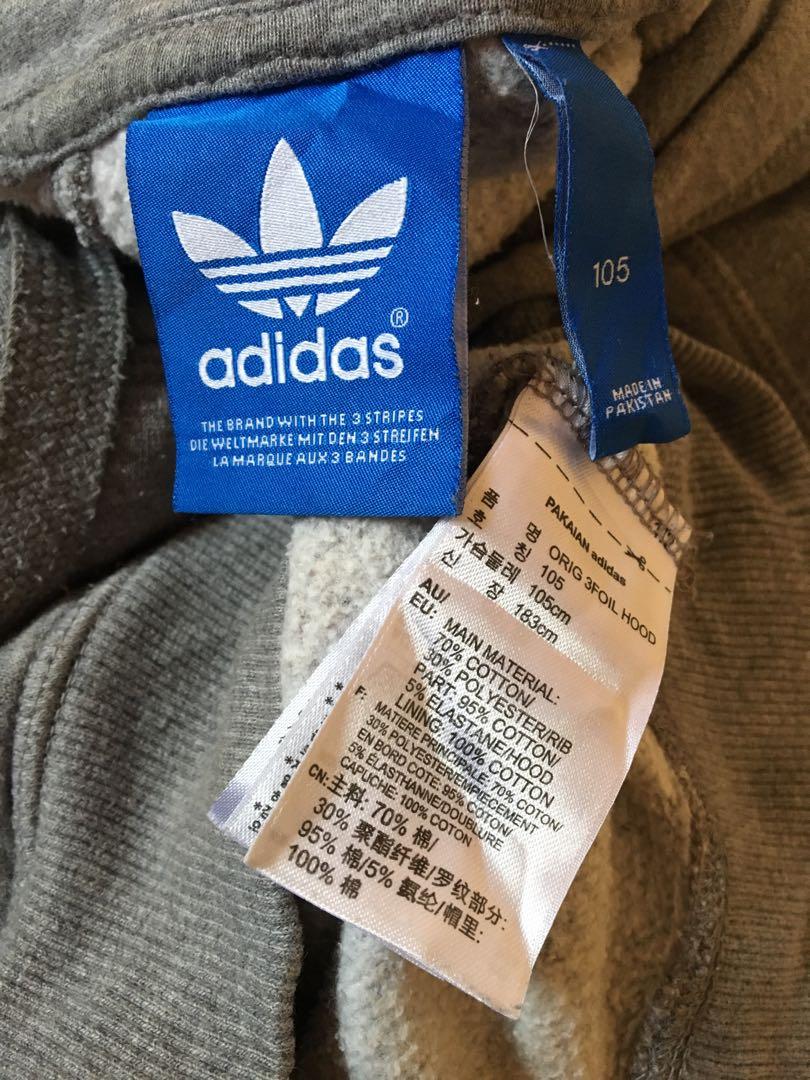 adidas®
THE BRAND WITH THE 3 STRIPES
DIE WELTMARKE MIT DEN 3 STREIFEN
LA MARQUE AUX 3 BANDES
105
MADE IN
PAKISTAN
PAKAIAN adidas
품 명 ORIG 3FOIL HOOD
호 칭 105
가슴둘레 105cm
신 장 183cm
AU/
EU: MAIN MATERIAL:
70% COTTON/
30% POLYESTER/RIB
PART: 95% COTTON/
5% ELASTANE/HOOD
LINING: 100% COTTON
F: MATIERE PRINCIPALE: 70% COTON/
30% POLYESTER/EMPIECEMENT
EN BORD COTE: 95% COTON/
5% ELASTHANNE/DOUBLURE
CAPUCHE: 100% COTON
CN: 主料: 70% 棉/
30% 聚酯纤维/罗纹部分:
95% 棉/5% 氨纶/帽里:
100% 棉